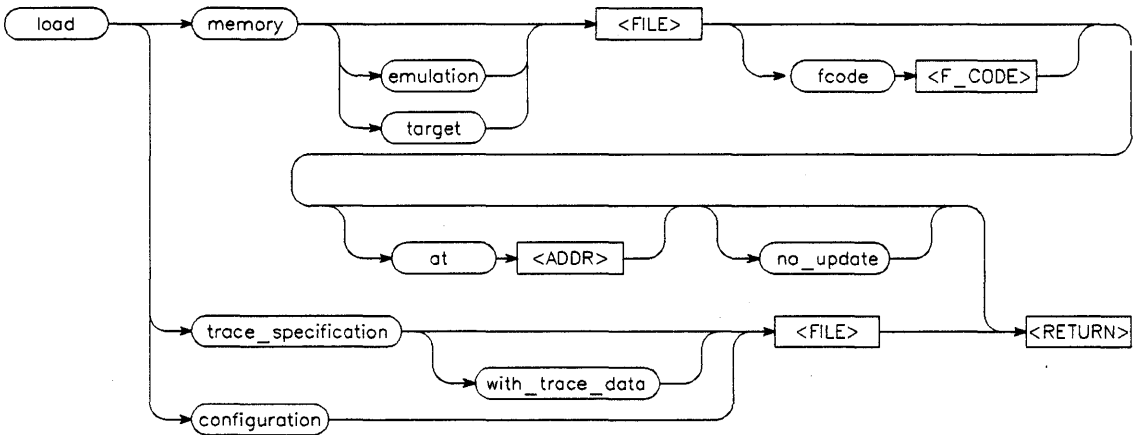 load
memory
<FILE>
emulation
fcode
<F_CODE>
target
at
<ADDR>
no_update
trace_specification
<FILE>
<RETURN>
with_trace_data
configuration